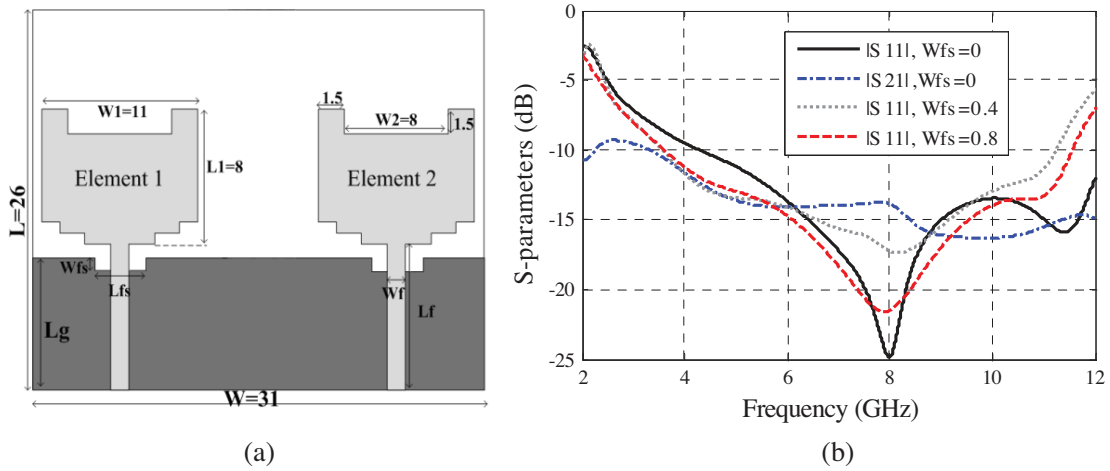 W1=11
1.5
W2=8
1.5
L1=8
Element 1
Element 2
L=26
Wfs
Lfs
Wf
Lg
Lf
W=31
(a)
0
-5
-10
-15
-20
-25
S-parameters (dB)
|S 11|, Wfs=0
|S 21|, Wfs=0
|S 11|, Wfs=0.4
|S 11|, Wfs=0.8
2 4 6 8 10 12
Frequency (GHz)
(b)